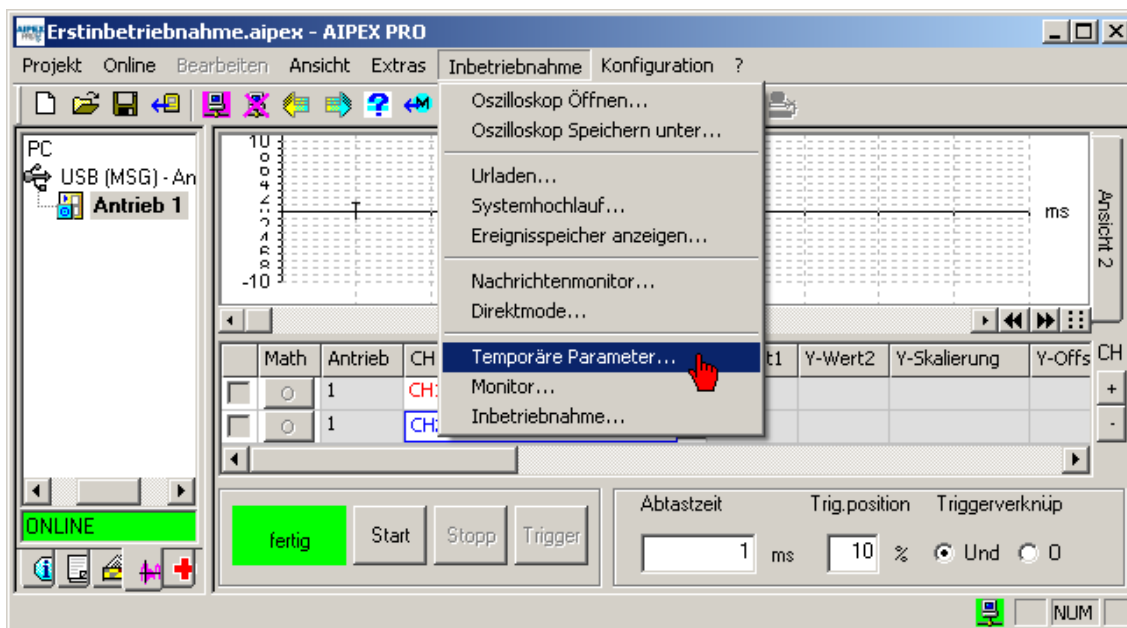 Erstinbetriebnahme.aipex - AIPEX PRO
Projekt Online Bearbeiten Ansicht Extras Inbetriebnahme Konfiguration ?
Oszilloskop Öffnen...
Oszilloskop Speichern unter...
Urladen...
Systemhochlauf...
Ereignisspeicher anzeigen...
Nachrichtenmonitor...
Direktmode...
Temporäre Parameter...
Monitor...
Inbetriebnahme...
PC
USB (MSG) - An
Antrieb 1
10
-10
ms
Ansicht 2
Math Antrieb CH t1 Y-Wert2 Y-Skalierung Y-Offs CH
1 CH1 +
1 CH2 -
ONLINE
fertig Start Stopp Trigger
Abtastzeit Trig.position Triggerverknüp
1 ms 10 % Und O
NUM